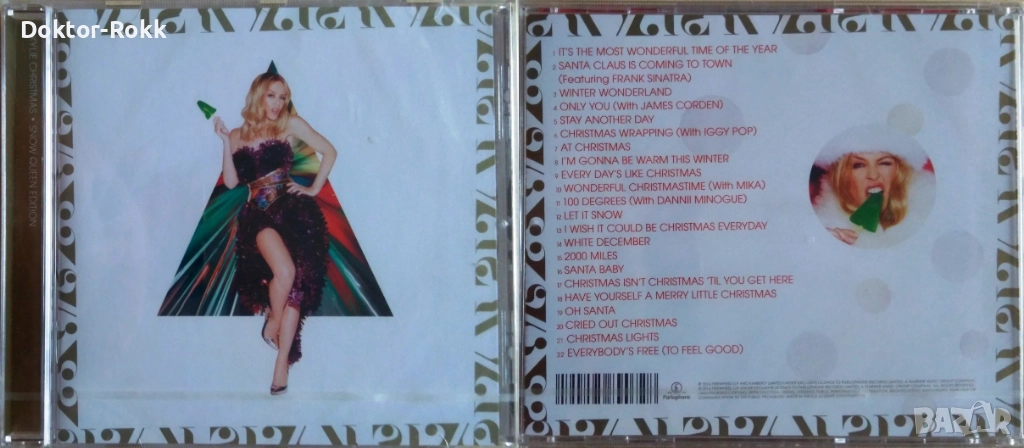 Doktor-Rokk
KYLIE CHRISTMAS • SNOW QUEEN EDITION
1 IT'S THE MOST WONDERFUL TIME OF THE YEAR
2 SANTA CLAUS IS COMING TO TOWN
(Featuring FRANK SINATRA)
3 WINTER WONDERLAND
4 ONLY YOU (With JAMES CORDEN)
5 STAY ANOTHER DAY
6 CHRISTMAS WRAPPING (With IGGY POP)
7 AT CHRISTMAS
8 I'M GONNA BE WARM THIS WINTER
9 EVERY DAY'S LIKE CHRISTMAS
10 WONDERFUL CHRISTMASTIME (With MIKA)
11 100 DEGREES (With DANNII MINOGUE)
12 LET IT SNOW
13 I WISH IT COULD BE CHRISTMAS EVERYDAY
14 WHITE DECEMBER
15 2000 MILES
16 SANTA BABY
17 CHRISTMAS ISN'T CHRISTMAS 'TIL YOU GET HERE
18 HAVE YOURSELF A MERRY LITTLE CHRISTMAS
19 OH SANTA
20 CRIED OUT CHRISTMAS
21 CHRISTMAS LIGHTS
22 EVERYBODY'S FREE (TO FEEL GOOD)
Parlophone
BAZAR